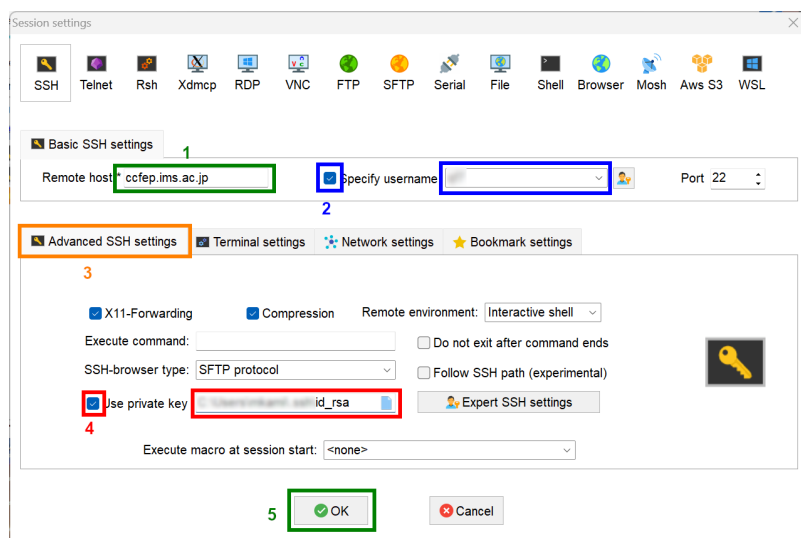 Session settings
SSH Telnet Rsh Xdmcp RDP VNC FTP SFTP Serial File Shell Browser Mosh Aws S3 WSL
Basic SSH settings
1
Remote host * ccfep.ims.ac.jp Specify username Port 22
2
Advanced SSH settings Terminal settings Network settings Bookmark settings
3
X11-Forwarding Compression Remote environment: Interactive shell
Execute command: Do not exit after command ends
SSH-browser type: SFTP protocol Follow SSH path (experimental)
Use private key id_rsa Expert SSH settings
4
Execute macro at session start: <none>
5 OK Cancel